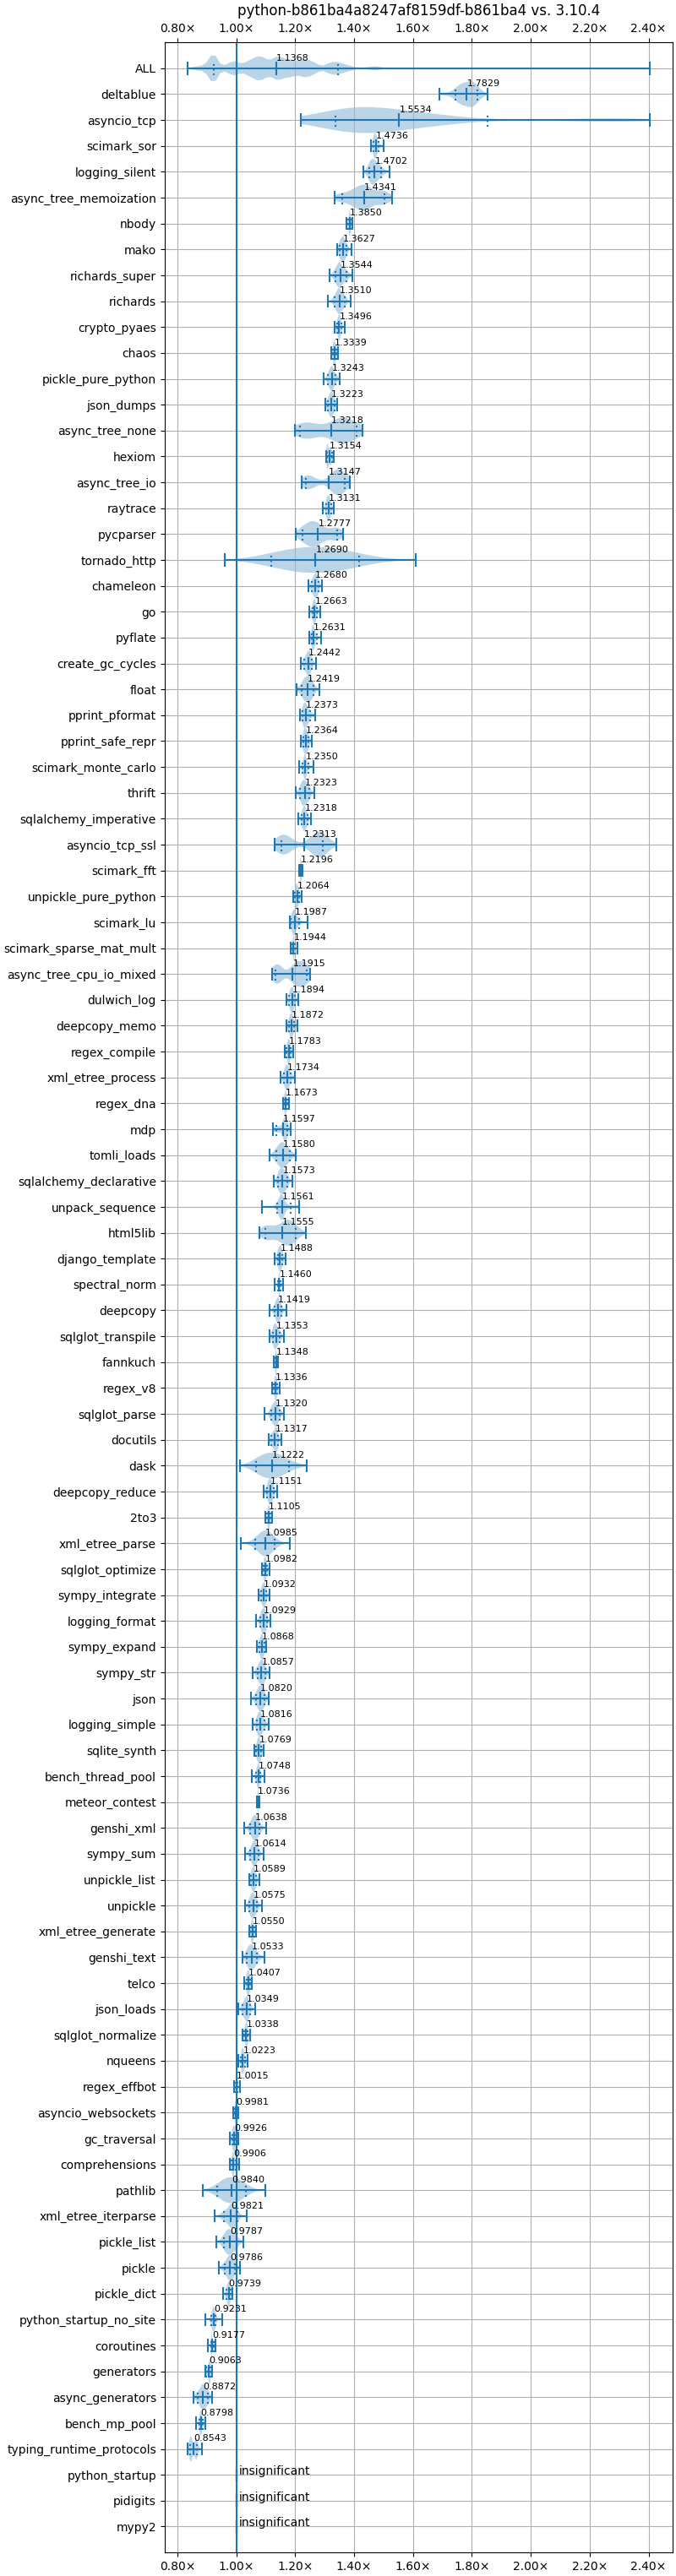 python-b861ba4a8247af8159df-b861ba4 vs. 3.10.4
0.80× 1.00× 1.20× 1.40× 1.60× 1.80× 2.00× 2.20× 2.40×
ALL 1.1368
deltablue 1.7829
asyncio_tcp 1.5534
scimark_sor 1.4736
logging_silent 1.4702
async_tree_memoization 1.4341
nbody 1.3850
mako 1.3627
richards_super 1.3544
richards 1.3510
crypto_pyaes 1.3496
chaos 1.3339
pickle_pure_python 1.3243
json_dumps 1.3223
async_tree_none 1.3218
hexiom 1.3154
async_tree_io 1.3147
raytrace 1.3131
pycparser 1.2777
tornado_http 1.2690
chameleon 1.2680
go 1.2663
pyflate 1.2631
create_gc_cycles 1.2442
float 1.2419
pprint_pformat 1.2373
pprint_safe_repr 1.2364
scimark_monte_carlo 1.2350
thrift 1.2323
sqlalchemy_imperative 1.2318
asyncio_tcp_ssl 1.2313
scimark_fft 1.2196
unpickle_pure_python 1.2064
scimark_lu 1.1987
scimark_sparse_mat_mult 1.1944
async_tree_cpu_io_mixed 1.1915
dulwich_log 1.1894
deepcopy_memo 1.1872
regex_compile 1.1783
xml_etree_process 1.1734
regex_dna 1.1673
mdp 1.1597
tomli_loads 1.1580
sqlalchemy_declarative 1.1573
unpack_sequence 1.1561
html5lib 1.1555
django_template 1.1488
spectral_norm 1.1460
deepcopy 1.1419
sqlglot_transpile 1.1353
fannkuch 1.1348
regex_v8 1.1336
sqlglot_parse 1.1320
docutils 1.1317
dask 1.1222
deepcopy_reduce 1.1151
2to3 1.1105
xml_etree_parse 1.0985
sqlglot_optimize 1.0982
sympy_integrate 1.0932
logging_format 1.0929
sympy_expand 1.0868
sympy_str 1.0857
json 1.0820
logging_simple 1.0816
sqlite_synth 1.0769
bench_thread_pool 1.0748
meteor_contest 1.0736
genshi_xml 1.0638
sympy_sum 1.0614
unpickle_list 1.0589
unpickle 1.0575
xml_etree_generate 1.0550
genshi_text 1.0533
telco 1.0407
json_loads 1.0349
sqlglot_normalize 1.0338
nqueens 1.0223
regex_effbot 1.0015
asyncio_websockets 0.9981
gc_traversal 0.9926
comprehensions 0.9906
pathlib 0.9840
xml_etree_iterparse 0.9821
pickle_list 0.9787
pickle 0.9786
pickle_dict 0.9739
python_startup_no_site 0.9231
coroutines 0.9177
generators 0.9063
async_generators 0.8872
bench_mp_pool 0.8798
typing_runtime_protocols 0.8543
python_startup insignificant
pidigits insignificant
mypy2 insignificant
0.80× 1.00× 1.20× 1.40× 1.60× 1.80× 2.00× 2.20× 2.40×